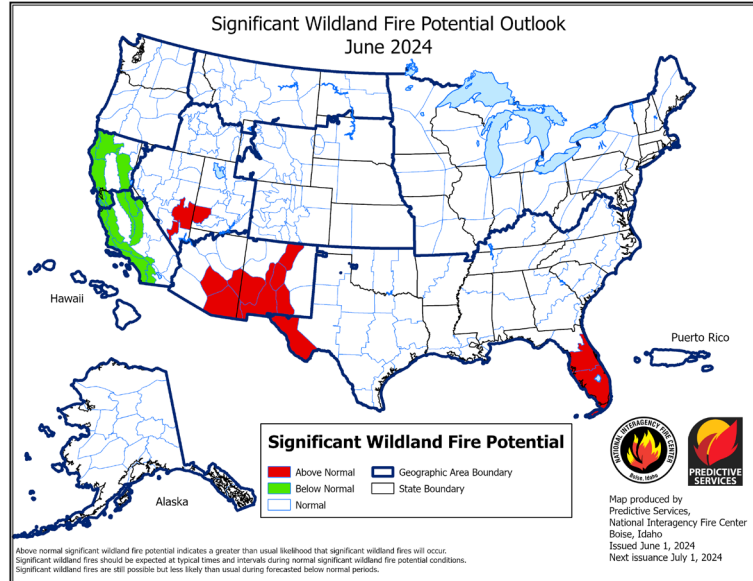 Significant Wildland Fire Potential Outlook
June 2024
Hawaii
Puerto Rico
Alaska
Significant Wildland Fire Potential
Above Normal
Geographic Area Boundary
Below Normal
State Boundary
Normal
NATIONAL INTERAGENCY FIRE CENTER
Boise, Idaho
PREDICTIVE
SERVICES
Map produced by
Predictive Services,
National Interagency Fire Center
Boise, Idaho
Issued June 1, 2024
Next issuance July 1, 2024
Above normal significant wildland fire potential indicates a greater than usual likelihood that significant wildland fires will occur.
Significant wildland fires should be expected at typical times and intervals during normal significant wildland fire potential conditions.
Significant wildland fires are still possible but less likely than usual during forecasted below normal periods.